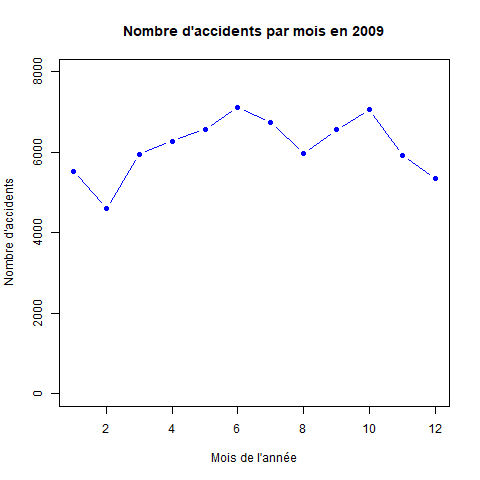 Nombre d'accidents par mois en 2009
Nombre d'accidents
8000
6000
4000
2000
0
2 4 6 8 10 12
Mois de l'année